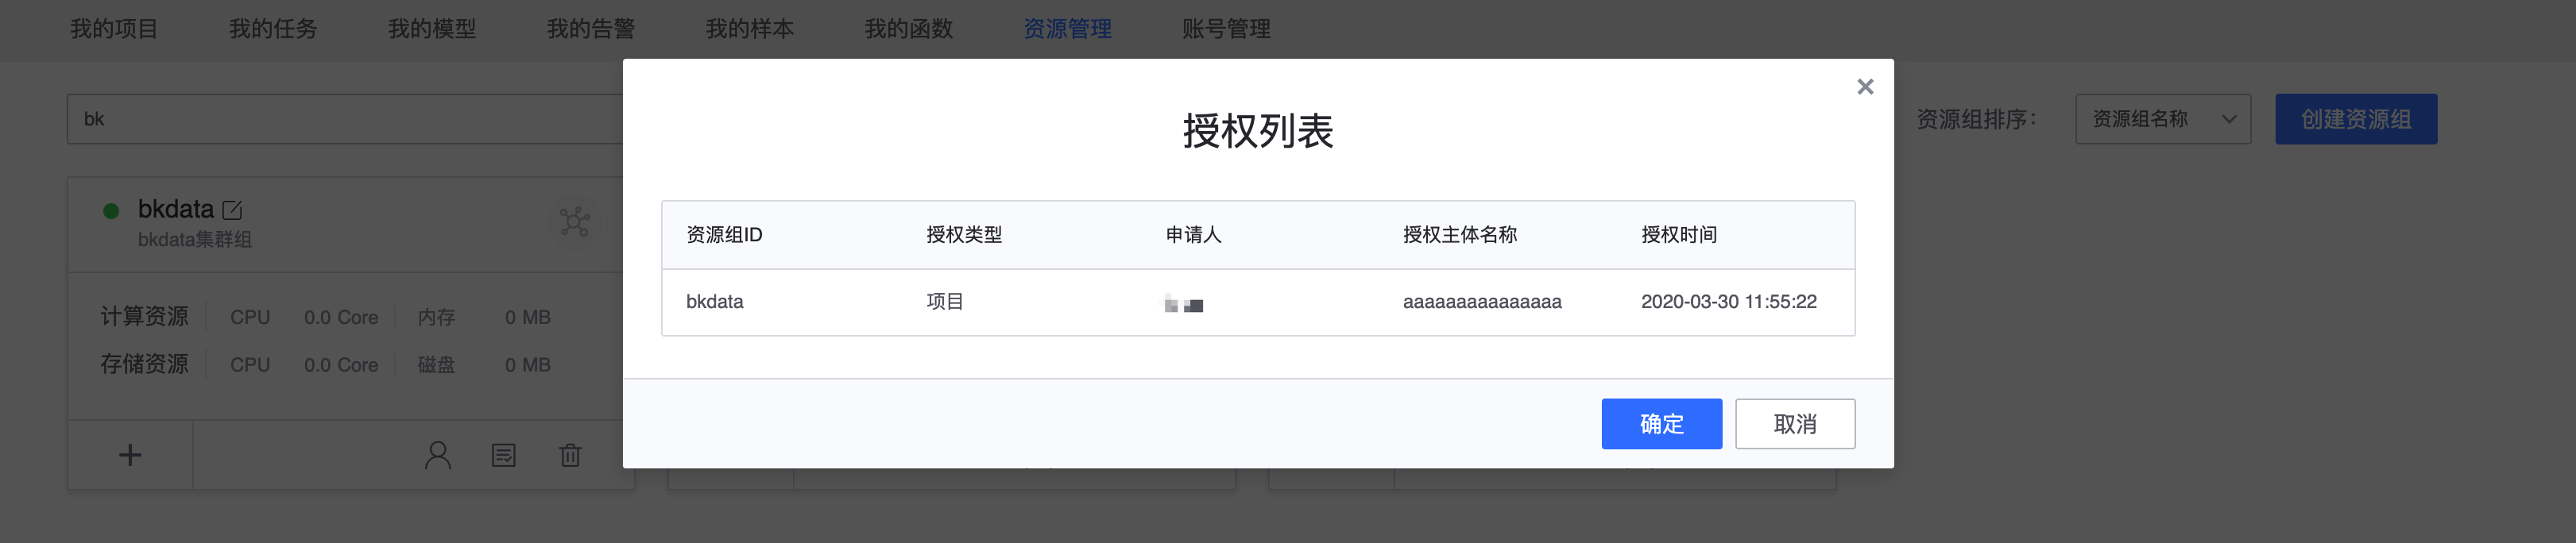 我的项目 我的任务 我的模型 我的告警 我的样本 我的函数 资源管理 账号管理
bk
资源组排序： 资源组名称 创建资源组
bkdata
bkdata集群组
计算资源 CPU 0.0 Core 内存 0 MB
存储资源 CPU 0.0 Core 磁盘 0 MB
授权列表
资源组ID 授权类型 申请人 授权主体名称 授权时间
bkdata 项目 aaaaaaaaaaaaaaa 2020-03-30 11:55:22
确定 取消